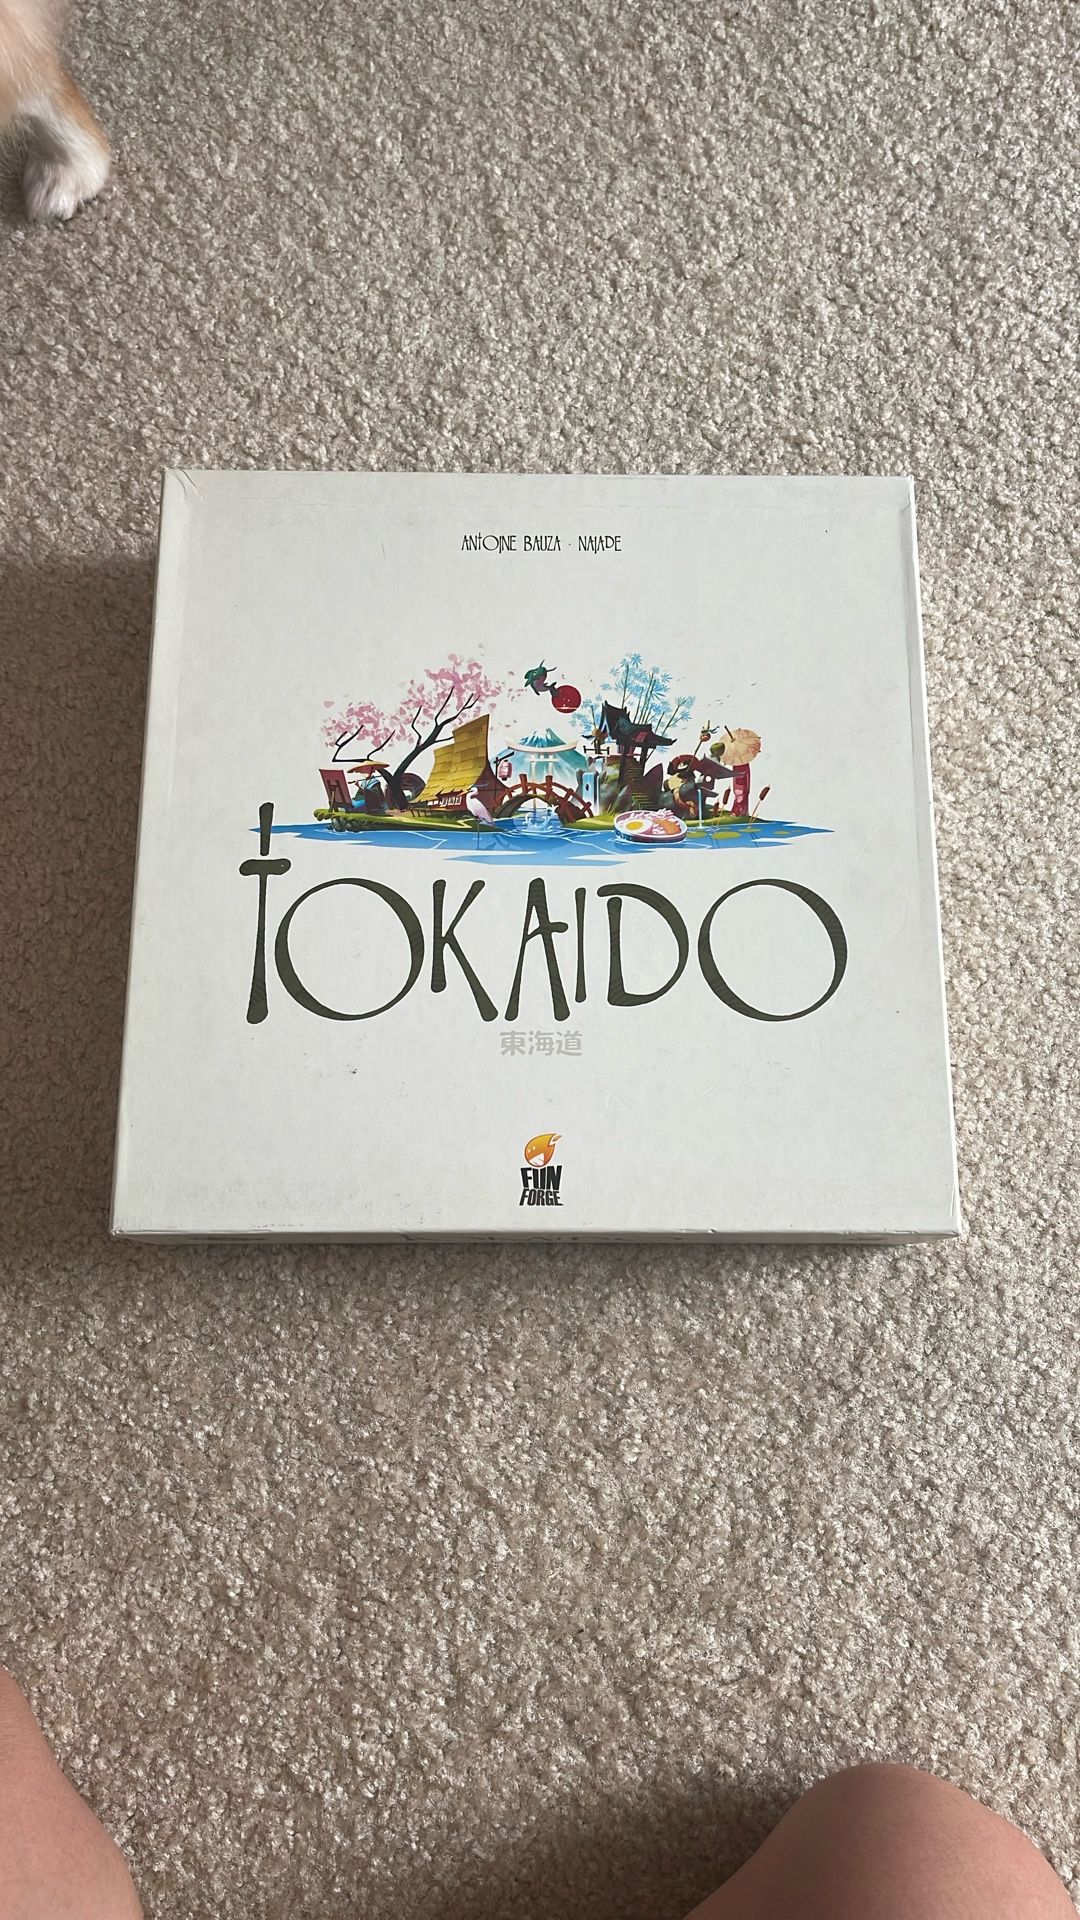 ANTOINE BAUZA · NAIADE
TOKAIDO
東海道
FUN
FORGE